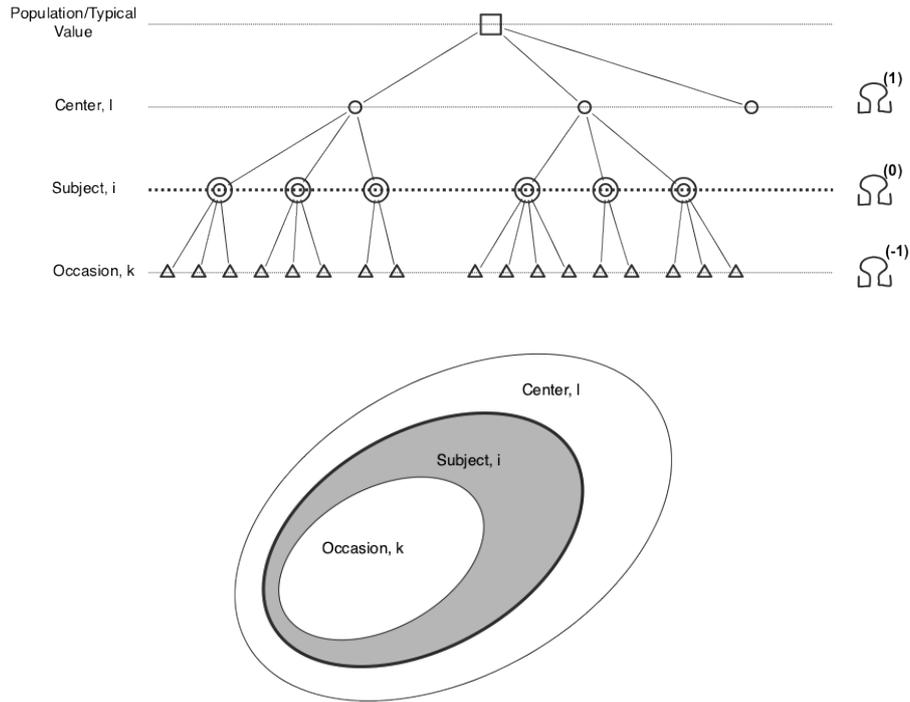 Population/Typical
Value
Center, l
Ω(1)
Subject, i
Ω(0)
Occasion, k
Ω(-1)
Center, l
Subject, i
Occasion, k